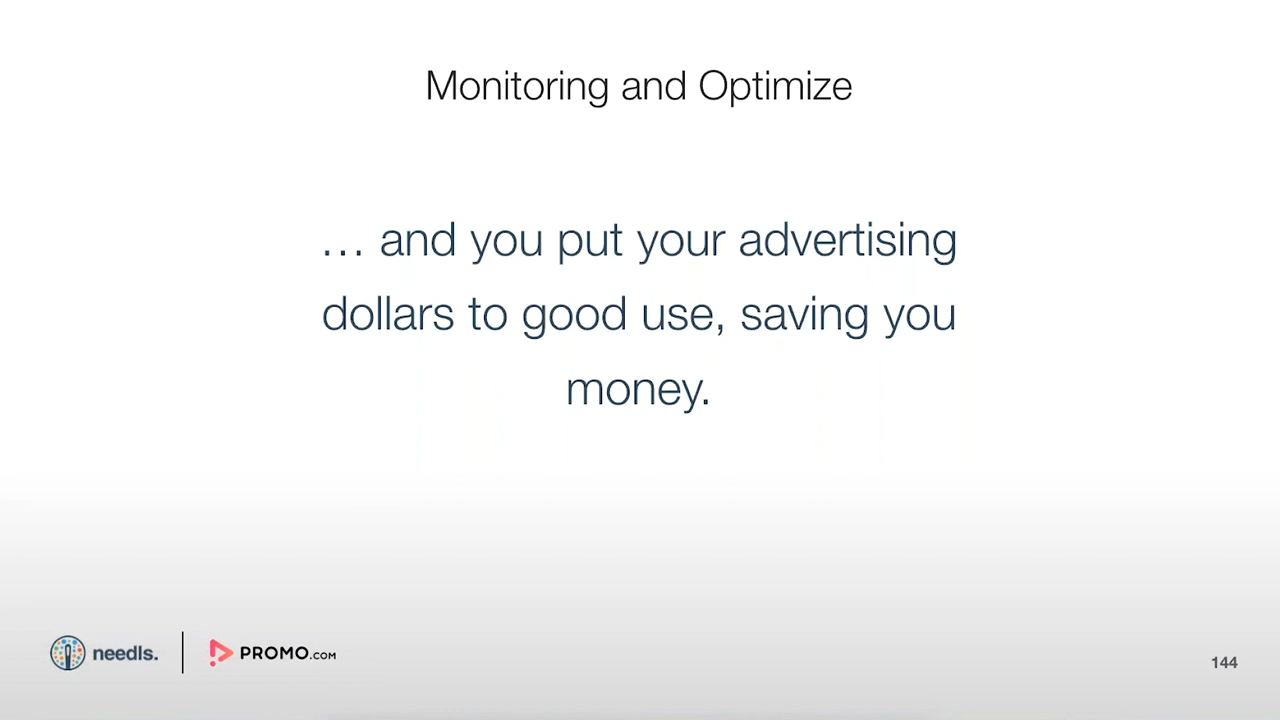 Monitoring and Optimize
… and you put your advertising
dollars to good use, saving you
money.
needls.
PROMO.COM
144